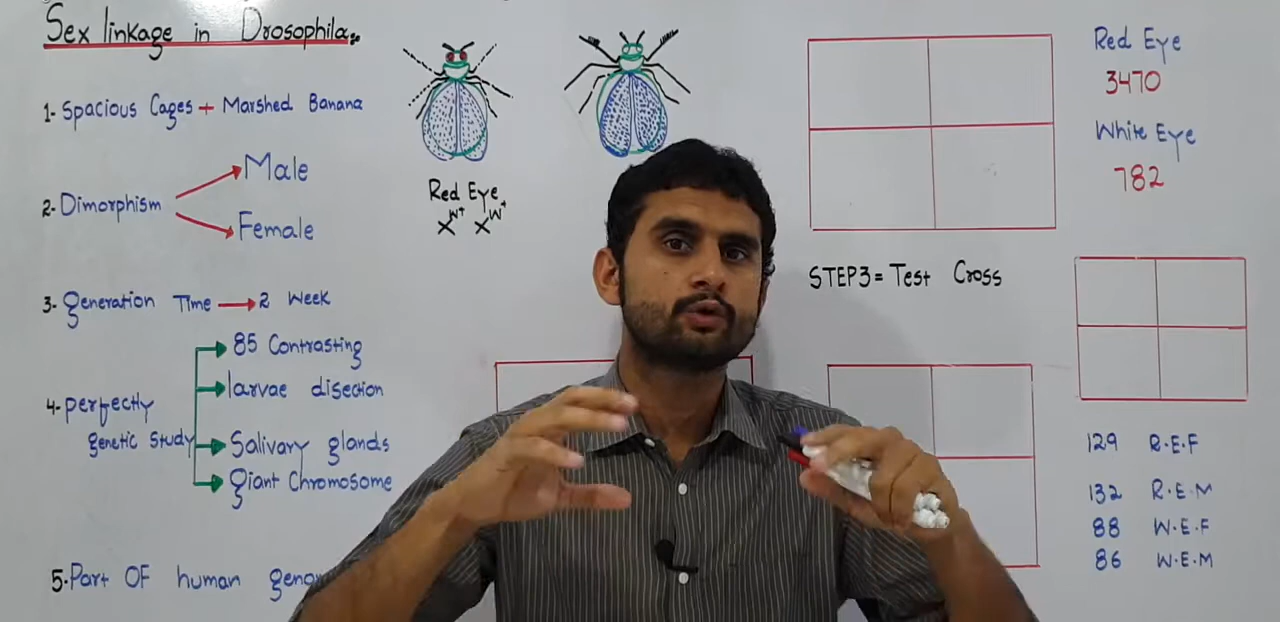 Sex linkage in Drosophila.
1- Spacious Cages + Marshed Banana
2- Dimorphism
Male
Female
3- Generation Time → 2 Week
4- perfectly
genetic study
85 Contrasting
larvae disection
Salivary glands
giant Chromosome
5- Part OF human
Red Eye
X^W+ X^W+
STEP3 = Test Cross
Red Eye
3470
White Eye
782
129 R.E.F
132 R.E.M
88 W.E.F
86 W.E.M